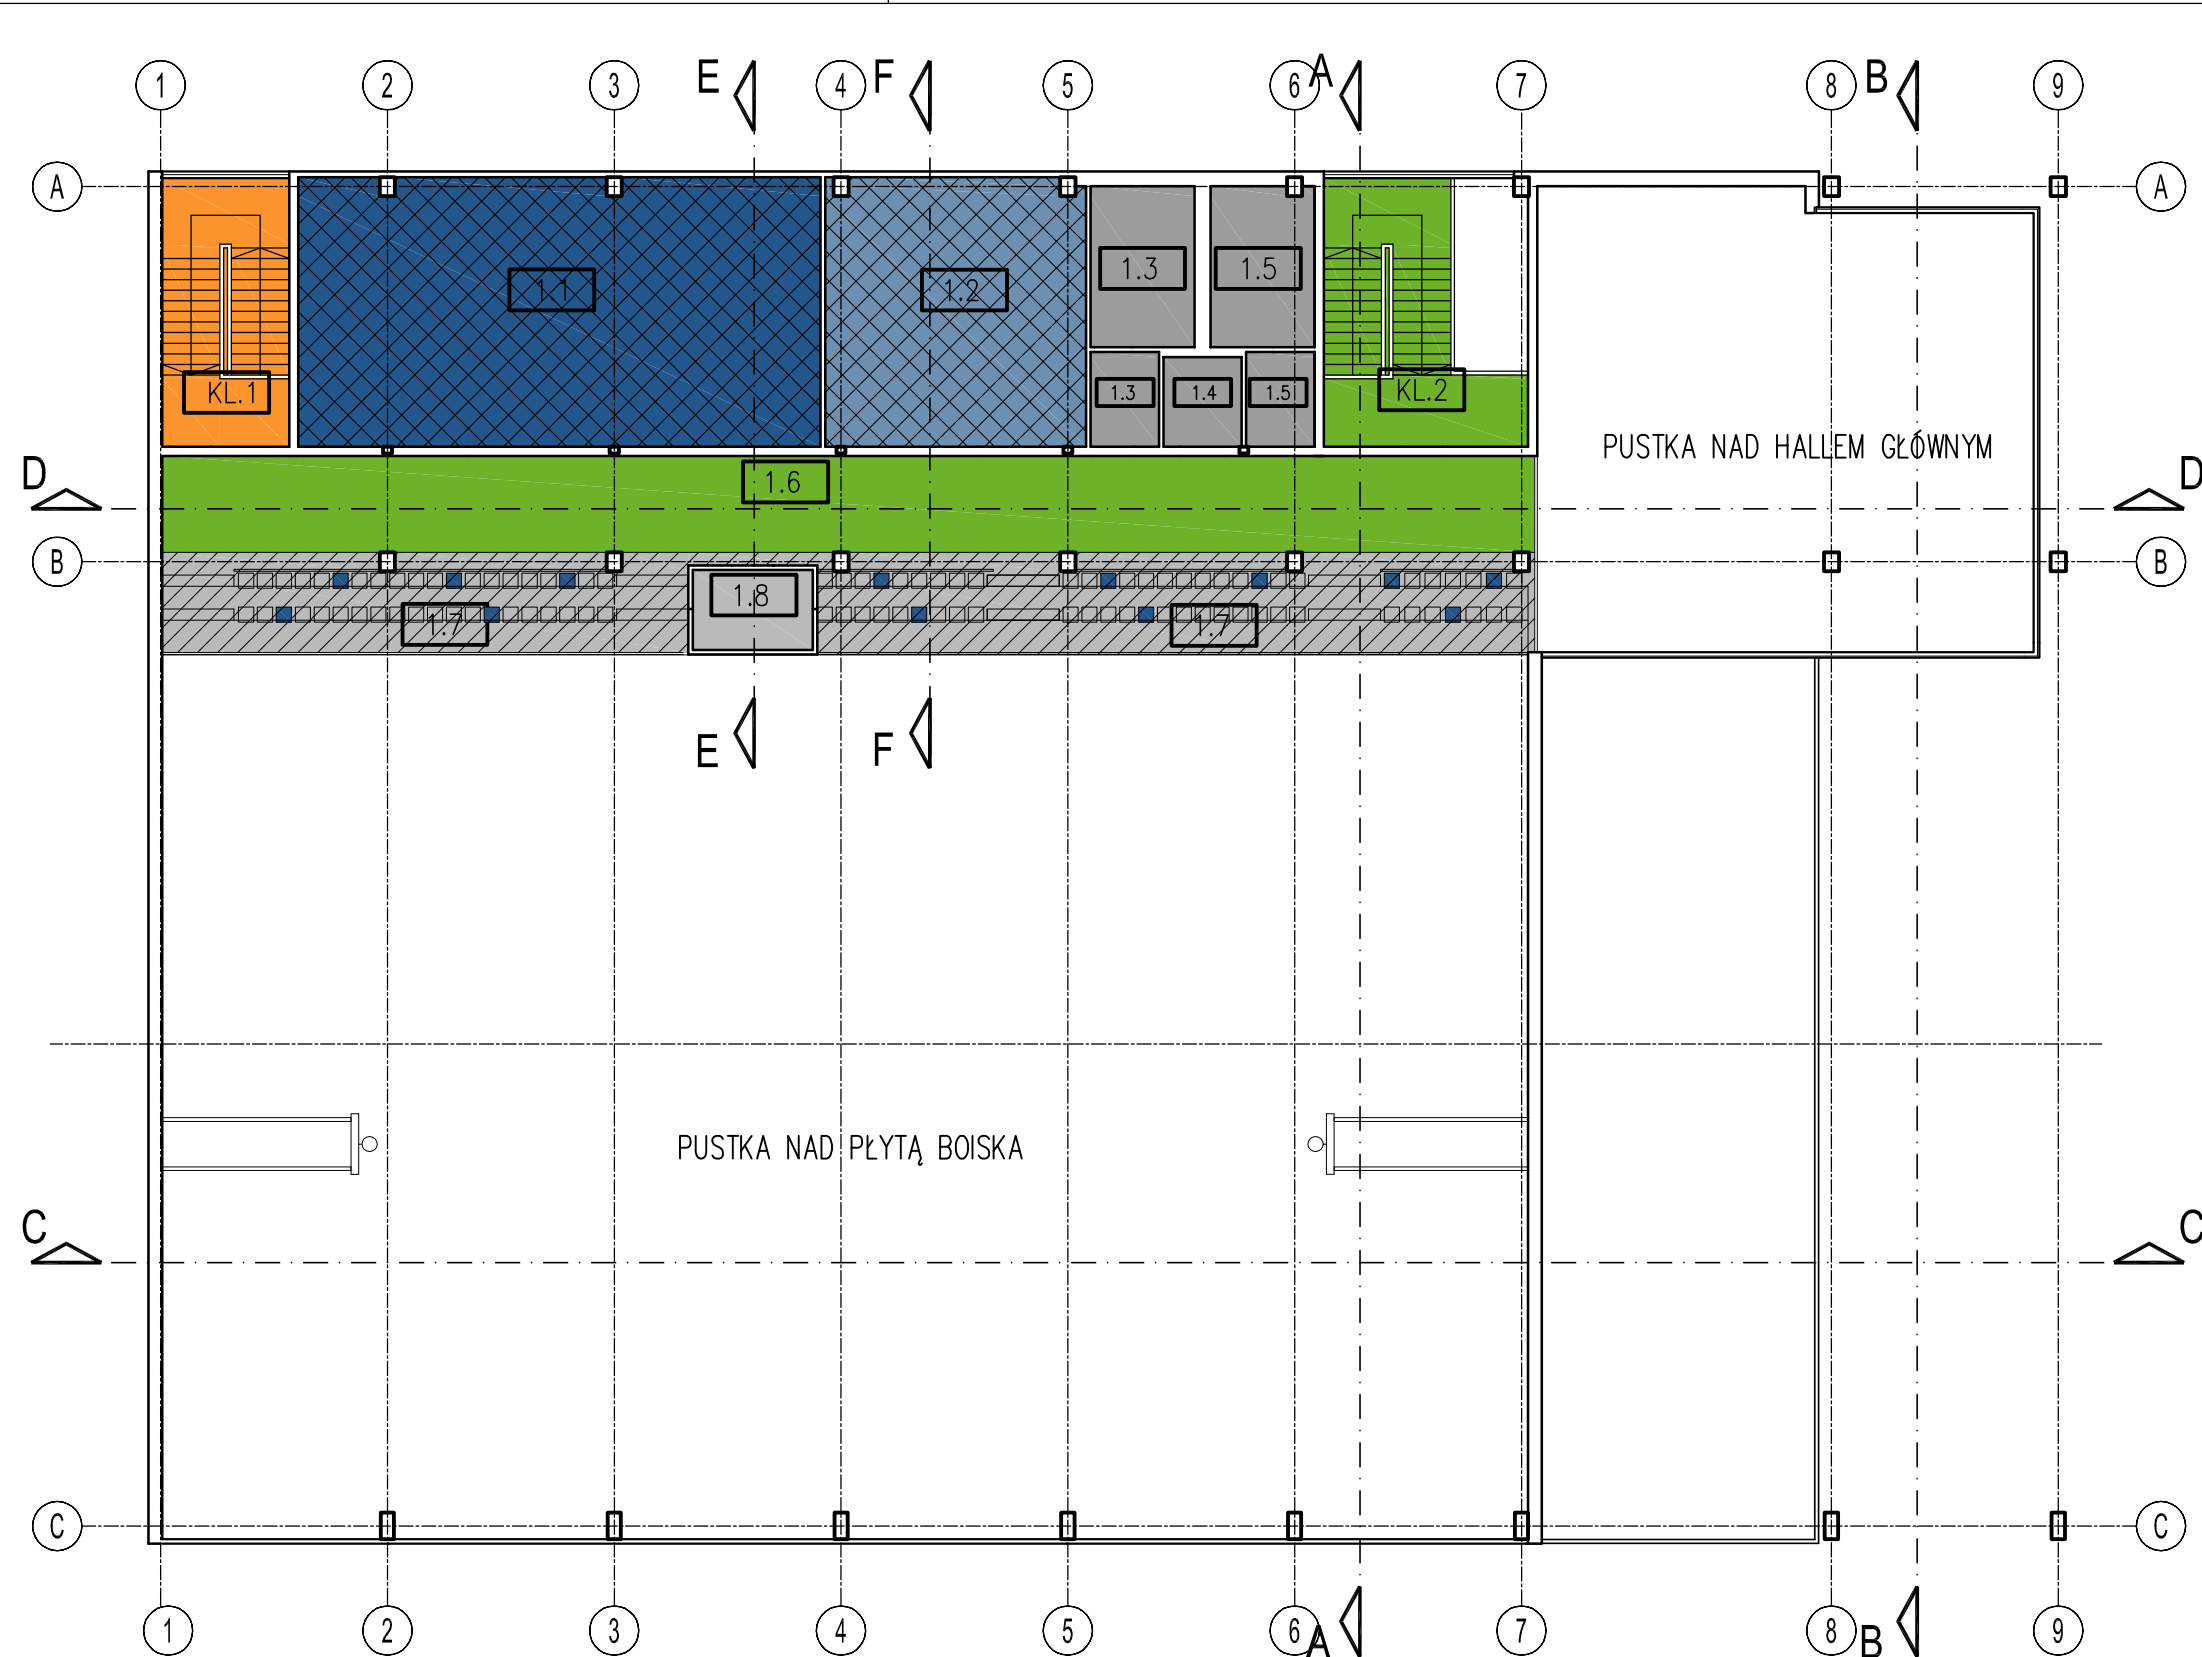 1 2 3 E 4 F 5 6 A 7 8 B 9
A A
1.1 1.2 1.3 1.5
KL.1 1.3 1.4 1.5 KL.2
PUSTKA NAD HALLEM GŁÓWNYM
D 1.6 D
B B
1.8
1.7 1.7
E F
PUSTKA NAD PŁYTĄ BOISKA
C C
C C
1 2 3 4 5 6 A 7 8 B 9